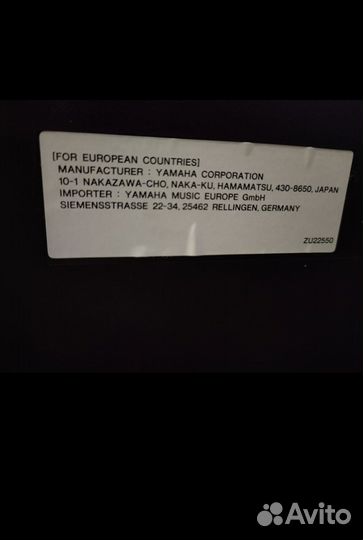 [FOR EUROPEAN COUNTRIES]
MANUFACTURER : YAMAHA CORPORATION
10-1 NAKAZAWA-CHO, NAKA-KU, HAMAMATSU, 430-8650, JAPAN
IMPORTER : YAMAHA MUSIC EUROPE GmbH
SIEMENSSTRASSE 22-34, 25462 RELLINGEN, GERMANY
ZU22550
Avito